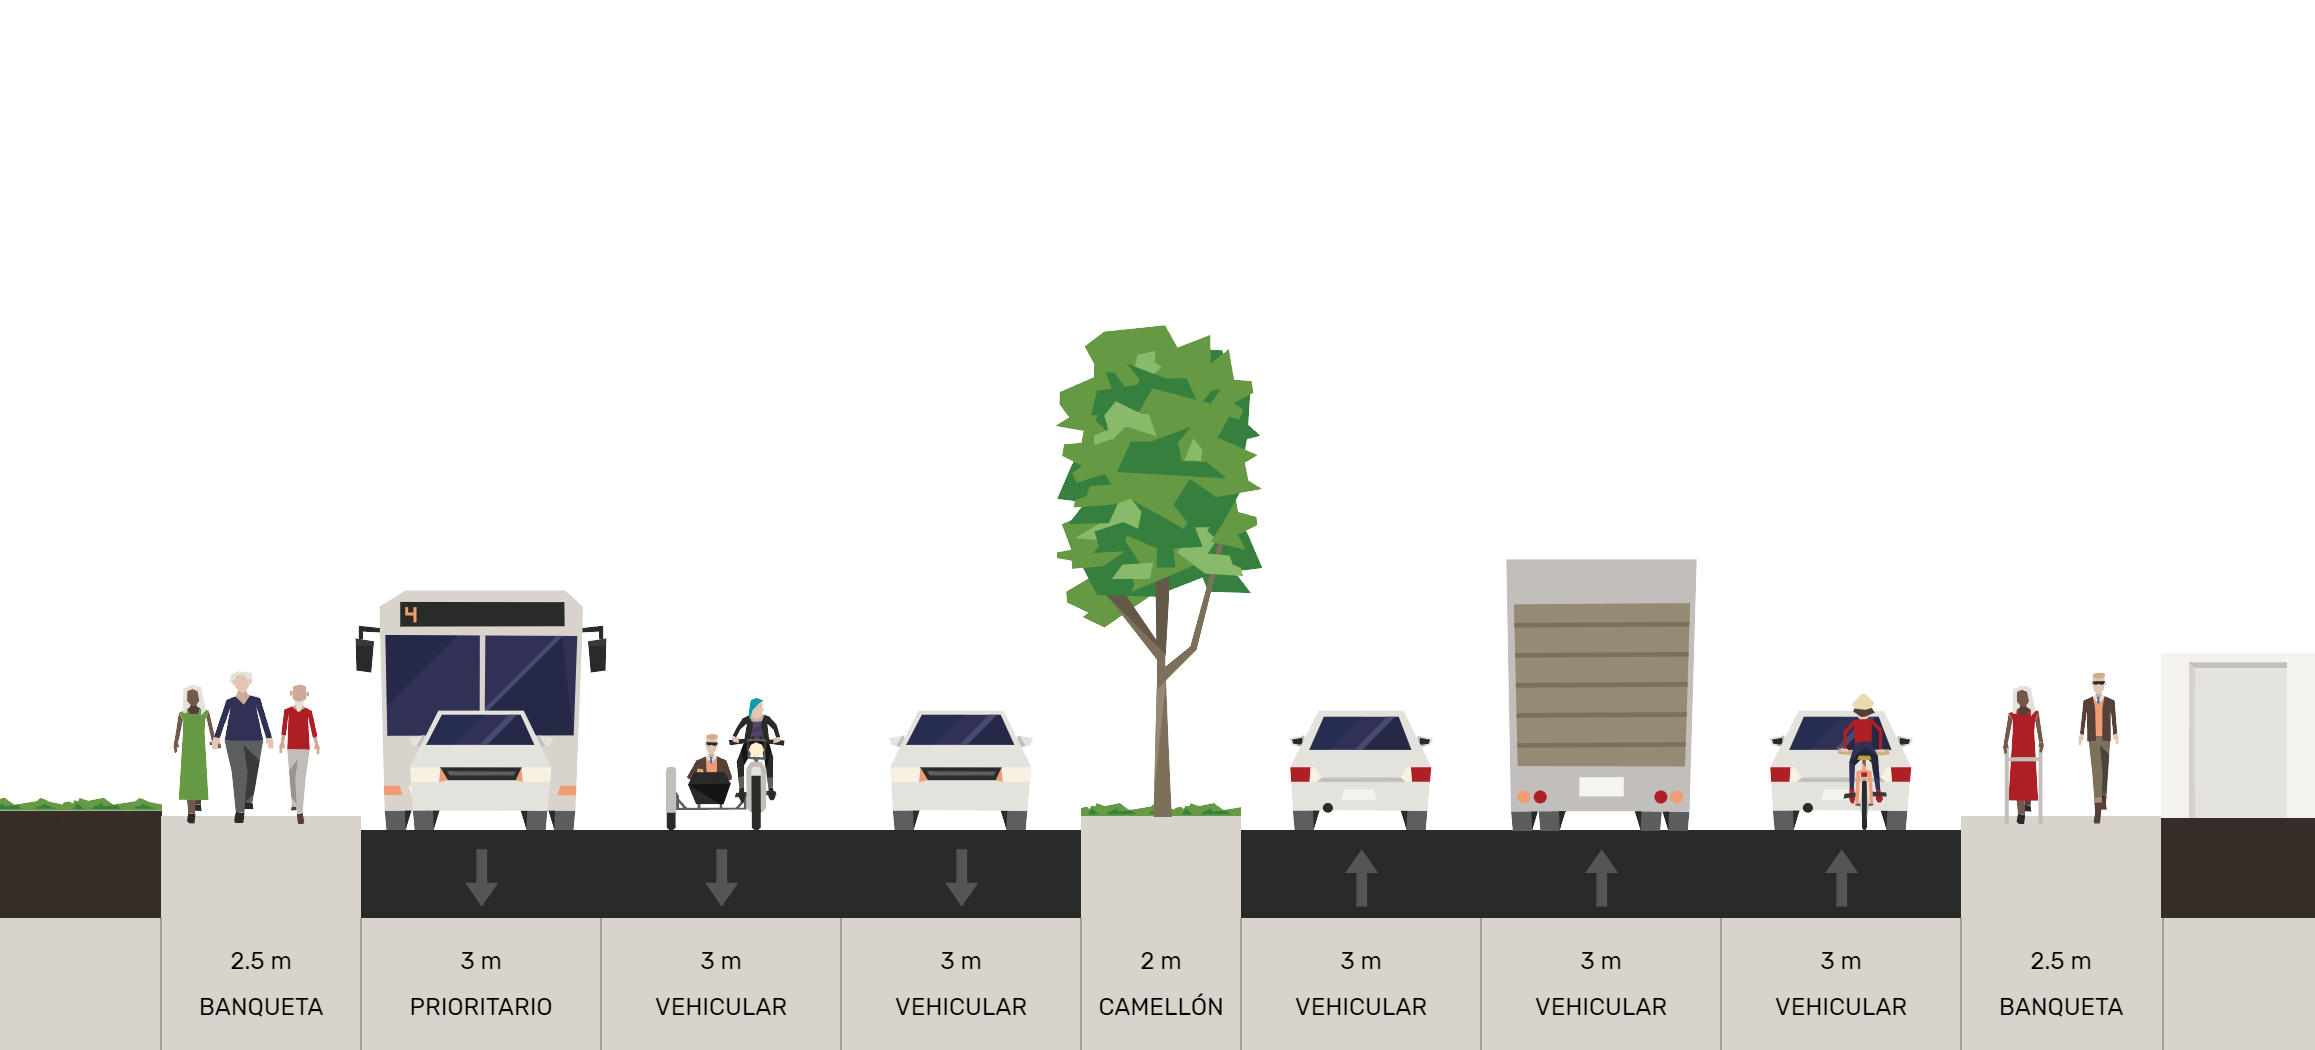 4
2.5 m
BANQUETA
3 m
PRIORITARIO
3 m
VEHICULAR
3 m
VEHICULAR
2 m
CAMELLÓN
3 m
VEHICULAR
3 m
VEHICULAR
3 m
VEHICULAR
2.5 m
BANQUETA